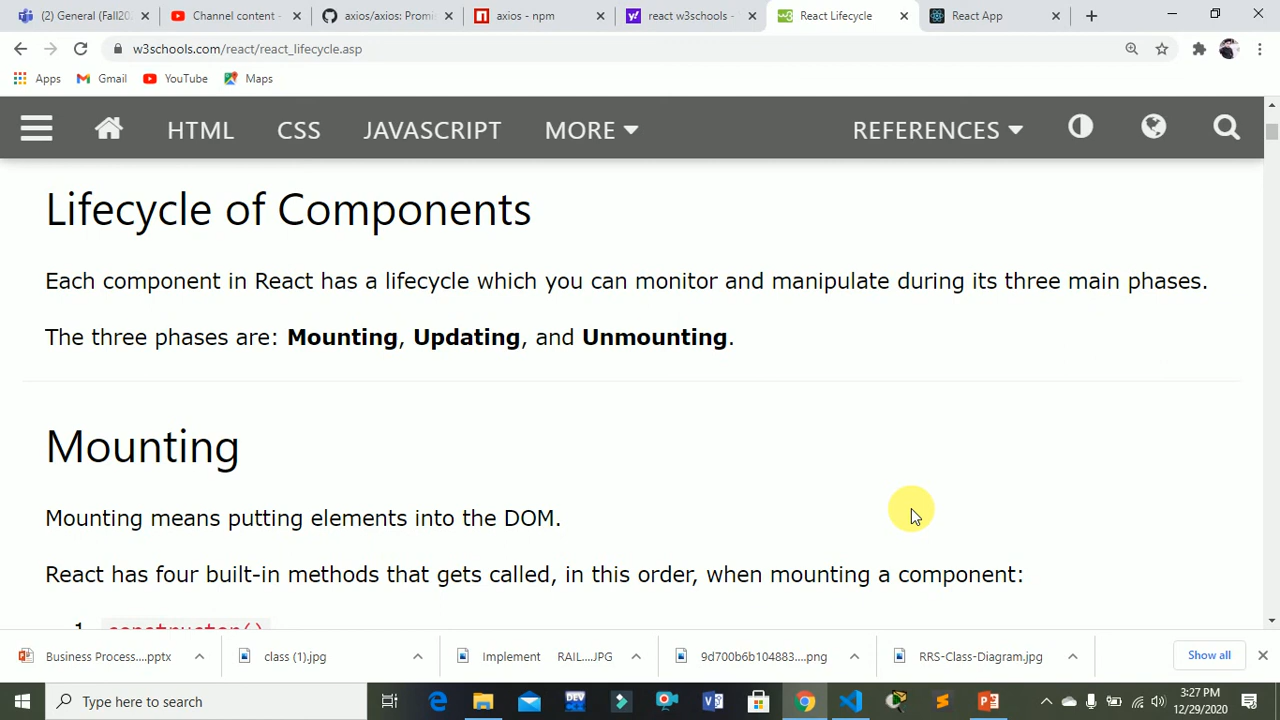 (2) General (Fall20
Channel content -
axios/axios: Promi
axios - npm
react w3schools -
React Lifecycle
React App
w3schools.com/react/react_lifecycle.asp
Apps
Gmail
YouTube
Maps
HTML
CSS
JAVASCRIPT
MORE
REFERENCES
Lifecycle of Components
Each component in React has a lifecycle which you can monitor and manipulate during its three main phases.
The three phases are: Mounting, Updating, and Unmounting.
Mounting
Mounting means putting elements into the DOM.
React has four built-in methods that gets called, in this order, when mounting a component:
1. constructor()
Business Process....pptx
class (1).jpg
Implement RAIL....JPG
9d700b6b104883....png
RRS-Class-Diagram.jpg
Show all
Type here to search
DEV
3:27 PM
12/29/2020